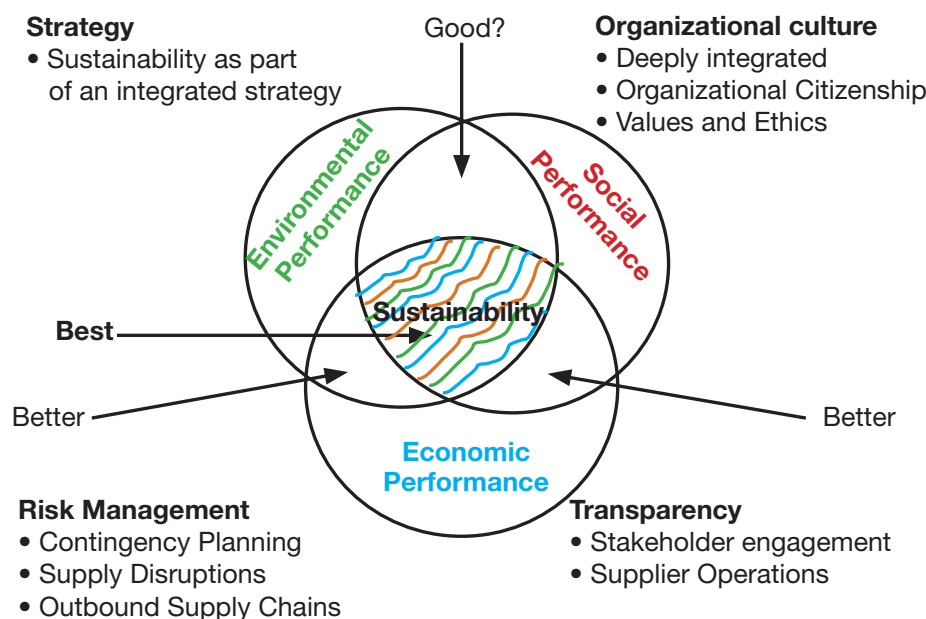 Strategy
• Sustainability as part
of an integrated strategy
Good?
Organizational culture
• Deeply integrated
• Organizational Citizenship
• Values and Ethics
Environmental
Performance
Social
Performance
Sustainability
Best
Better
Better
Economic
Performance
Risk Management
• Contingency Planning
• Supply Disruptions
• Outbound Supply Chains
Transparency
• Stakeholder engagement
• Supplier Operations